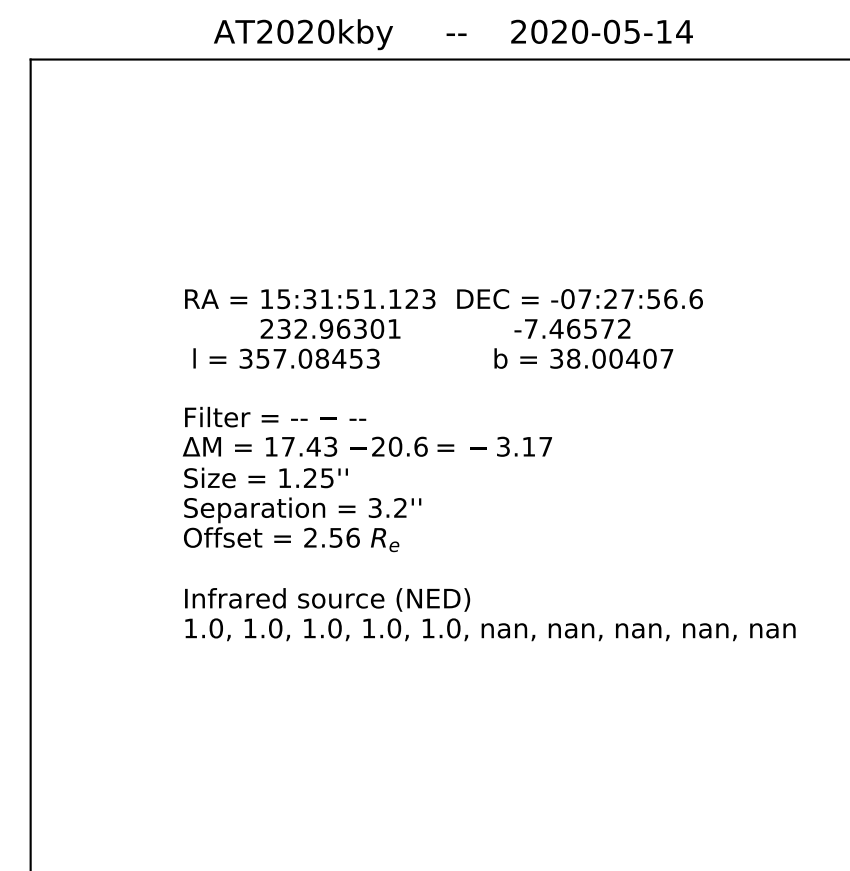 AT2020kby -- 2020-05-14
RA = 15:31:51.123 DEC = -07:27:56.6
232.96301 -7.46572
l = 357.08453 b = 38.00407
Filter = -- − --
ΔM = 17.43 −20.6 = − 3.17
Size = 1.25''
Separation = 3.2''
Offset = 2.56 Rₑ
Infrared source (NED)
1.0, 1.0, 1.0, 1.0, 1.0, nan, nan, nan, nan, nan